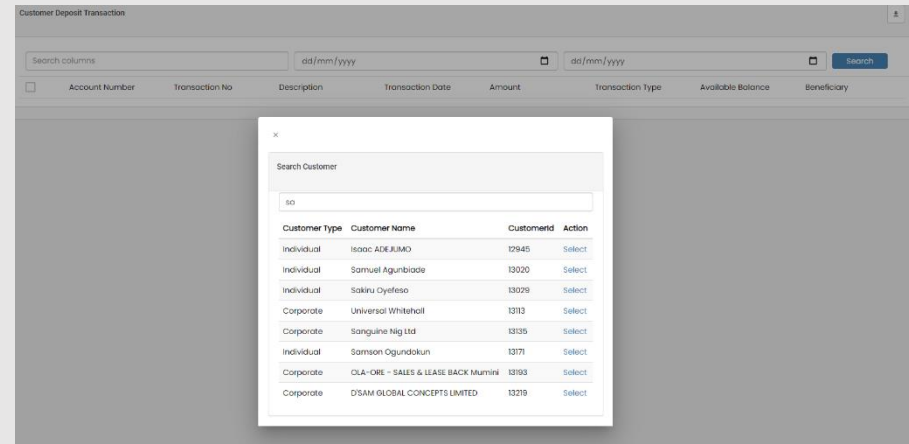 Customer Deposit Transaction
Search columns dd/mm/yyyy dd/mm/yyyy Search
Account Number Transaction No Description Transaction Date Amount Transaction Type Available Balance Beneficiary
×
Search Customer
sa
Customer Type Customer Name CustomerId Action
Individual Isaac ADEJUMO 12945 Select
Individual Samuel Agunbiade 13020 Select
Individual Sakiru Oyefeso 13029 Select
Corporate Universal Whitehall 13113 Select
Corporate Sanguine Nig Ltd 13135 Select
Individual Samson Ogundokun 13171 Select
Corporate OLA-ORE - SALES & LEASE BACK Mumini 13193 Select
Corporate D'SAM GLOBAL CONCEPTS LIMITED 13219 Select